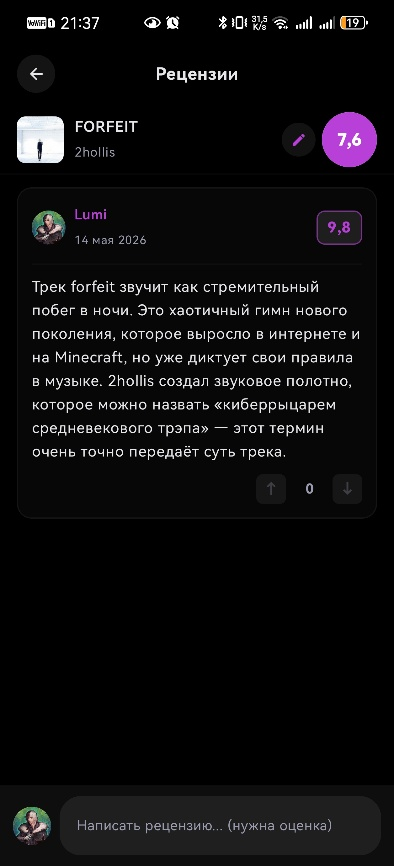 VoWiFi 1 21:37 31,5 K/s 19
Рецензии
FORFEIT
2hollis
7,6
Lumi
14 мая 2026
9,8
Трек forfeit звучит как стремительный
побег в ночи. Это хаотичный гимн нового
поколения, которое выросло в интернете и
на Minecraft, но уже диктует свои правила
в музыке. 2hollis создал звуковое полотно,
которое можно назвать «киберрыцарем
средневекового трэпа» — этот термин
очень точно передаёт суть трека.
0
Написать рецензию... (нужна оценка)